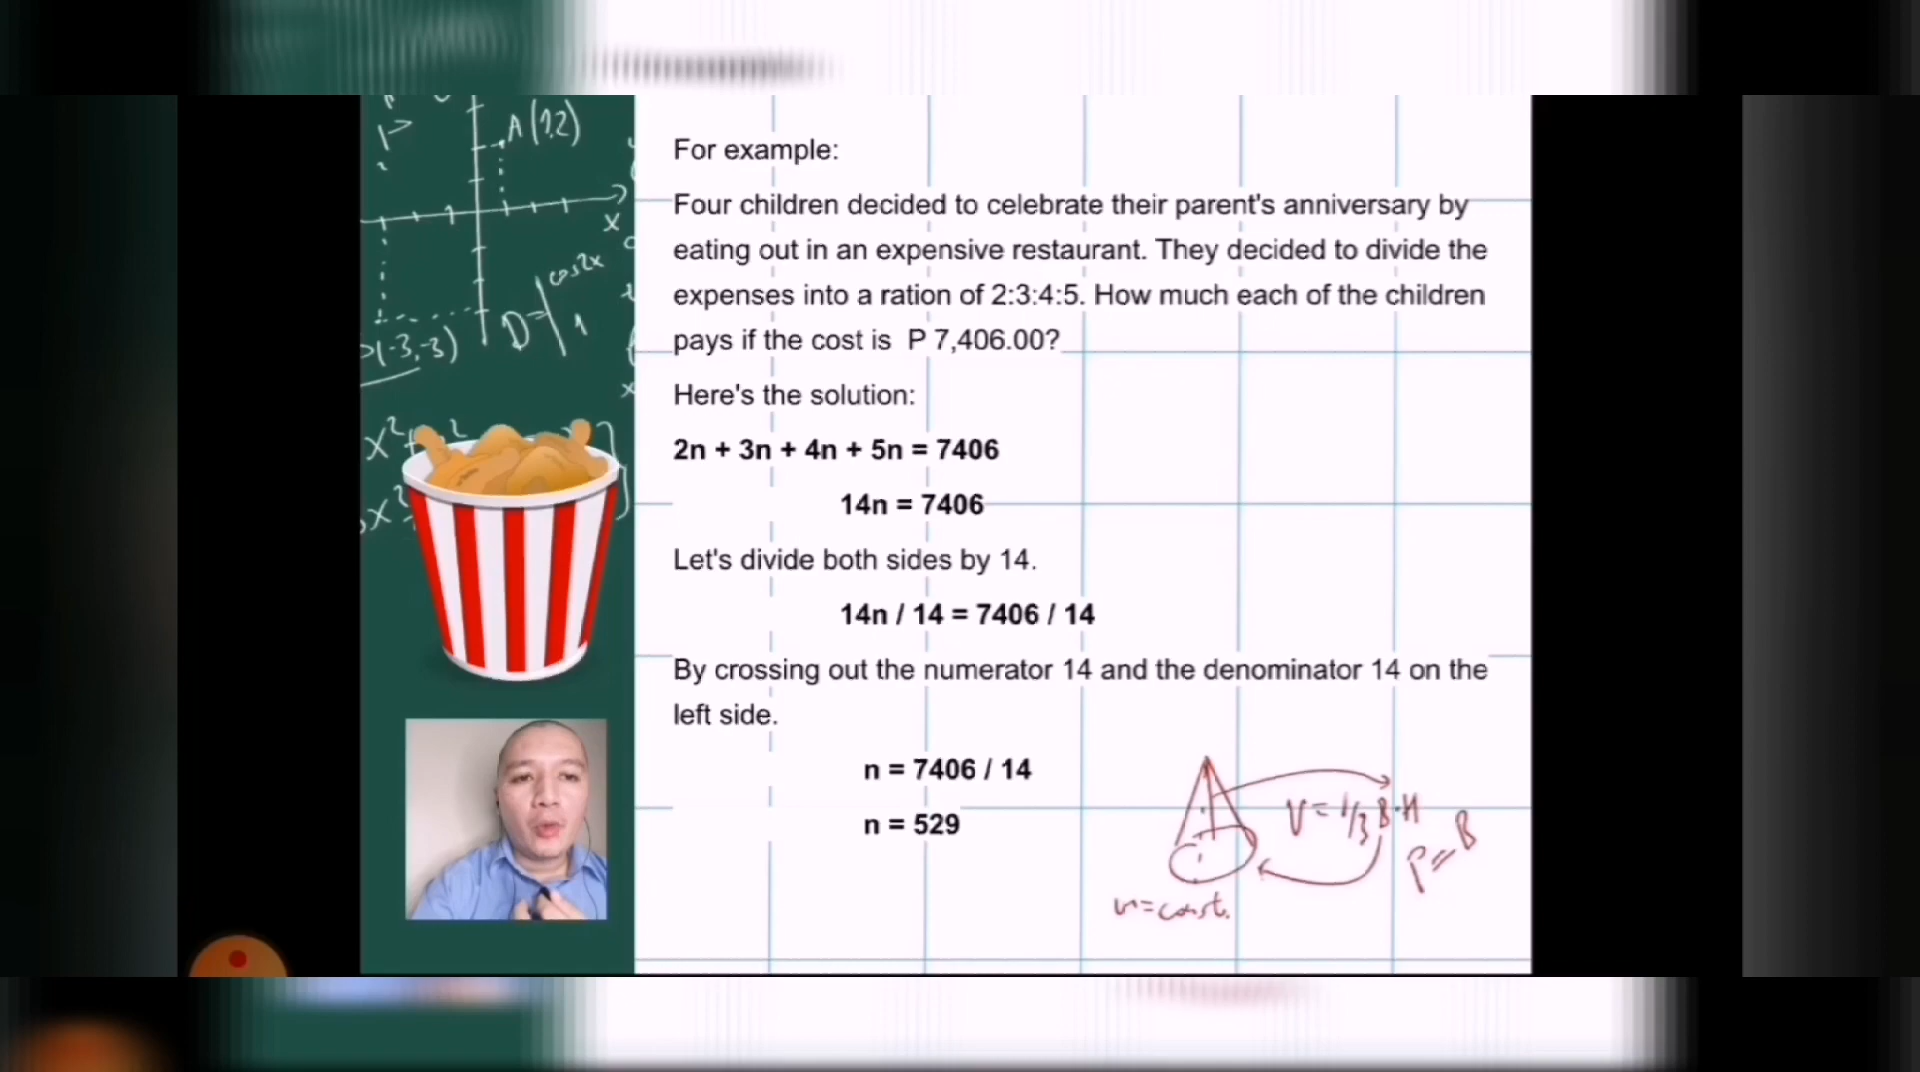 A(1,2)
x
cos2x
D=
1
(-3,-3)
x²
x²
For example:
Four children decided to celebrate their parent's anniversary by
eating out in an expensive restaurant. They decided to divide the
expenses into a ration of 2:3:4:5. How much each of the children
pays if the cost is P 7,406.00?
Here's the solution:
2n + 3n + 4n + 5n = 7406
14n = 7406
Let's divide both sides by 14.
14n / 14 = 7406 / 14
By crossing out the numerator 14 and the denominator 14 on the
left side.
n = 7406 / 14
n = 529
V = 1/3 B·H
P = B
n=const.